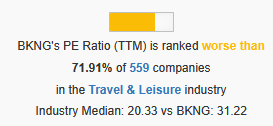 BKNG's PE Ratio (TTM) is ranked worse than
71.91% of 559 companies
in the Travel & Leisure industry
Industry Median: 20.33 vs BKNG: 31.22